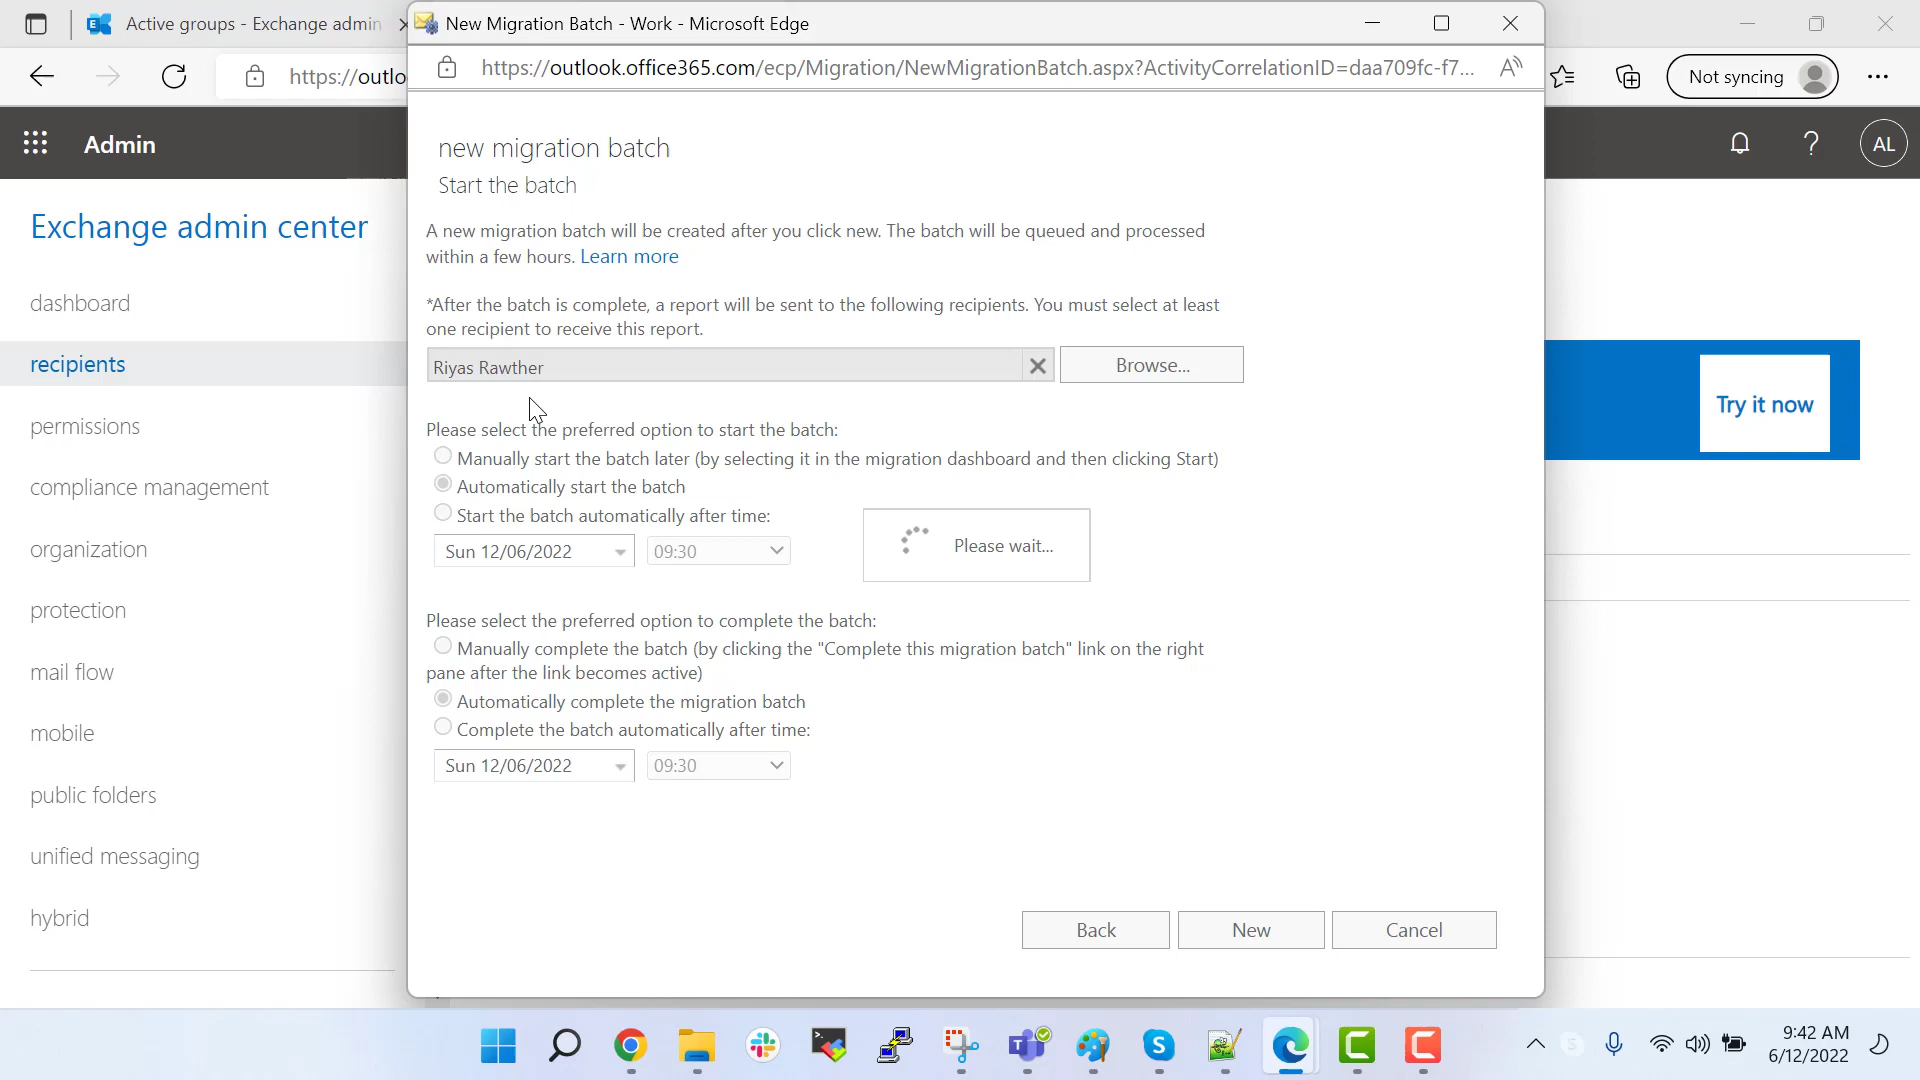 Active groups - Exchange admin
New Migration Batch - Work - Microsoft Edge
https://outlo
https://outlook.office365.com/ecp/Migration/NewMigrationBatch.aspx?ActivityCorrelationID=daa709fc-f7...
Not syncing
Admin
AL
Exchange admin center
dashboard
recipients
permissions
compliance management
organization
protection
mail flow
mobile
public folders
unified messaging
hybrid
new migration batch
Start the batch
A new migration batch will be created after you click new. The batch will be queued and processed
within a few hours. Learn more
*After the batch is complete, a report will be sent to the following recipients. You must select at least
one recipient to receive this report.
Riyas Rawther
Browse...
Please select the preferred option to start the batch:
Manually start the batch later (by selecting it in the migration dashboard and then clicking Start)
Automatically start the batch
Start the batch automatically after time:
Sun 12/06/2022 09:30
Please wait...
Please select the preferred option to complete the batch:
Manually complete the batch (by clicking the "Complete this migration batch" link on the right
pane after the link becomes active)
Automatically complete the migration batch
Complete the batch automatically after time:
Sun 12/06/2022 09:30
Back New Cancel
Try it now
9:42 AM
6/12/2022